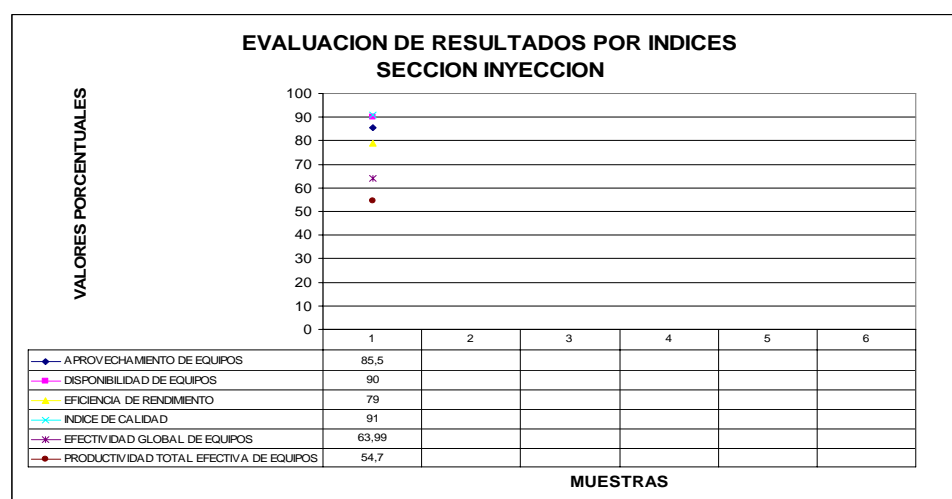 EVALUACION DE RESULTADOS POR INDICES
SECCION INYECCION
VALORES PORCENTUALES
100
90
80
70
60
50
40
30
20
10
0
1 2 3 4 5 6
APROVECHAMIENTO DE EQUIPOS 85,5
DISPONIBILIDAD DE EQUIPOS 90
EFICIENCIA DE RENDIMIENTO 79
INDICE DE CALIDAD 91
EFECTIVIDAD GLOBAL DE EQUIPOS 63,99
PRODUCTIVIDAD TOTAL EFECTIVA DE EQUIPOS 54,7
MUESTRAS